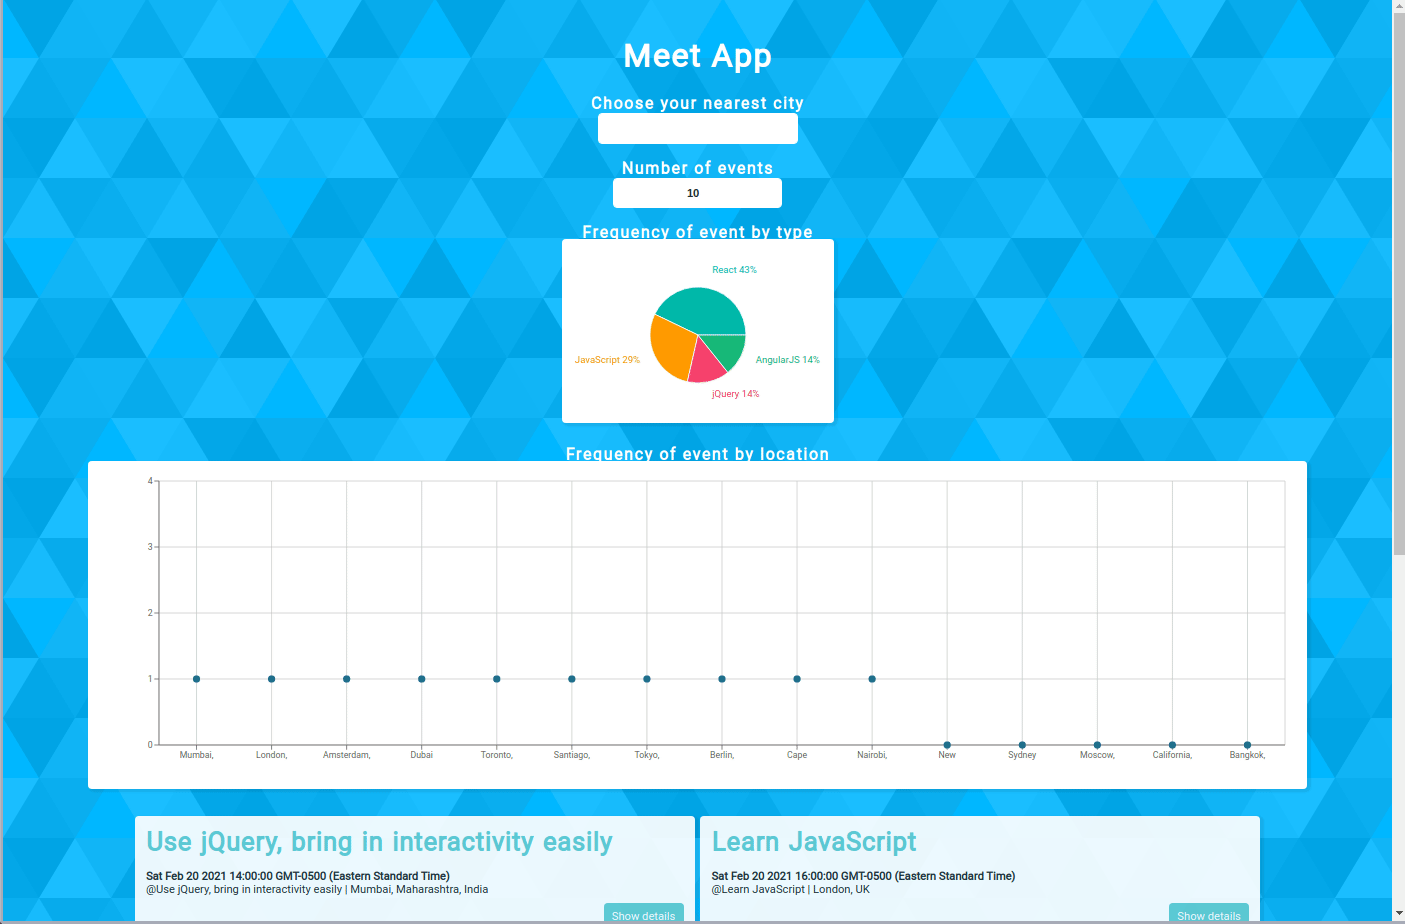 Meet App
Choose your nearest city
Number of events
10
Frequency of event by type
React 43%
JavaScript 29%
AngularJS 14%
jQuery 14%
Frequency of event by location
4
3
2
1
0
Mumbai, London, Amsterdam, Dubai Toronto, Santiago, Tokyo, Berlin, Cape Nairobi, New Sydney Moscow, California, Bangkok,
Use jQuery, bring in interactivity easily
Sat Feb 20 2021 14:00:00 GMT-0500 (Eastern Standard Time)
@Use jQuery, bring in interactivity easily | Mumbai, Maharashtra, India
Show details
Learn JavaScript
Sat Feb 20 2021 16:00:00 GMT-0500 (Eastern Standard Time)
@Learn JavaScript | London, UK
Show details